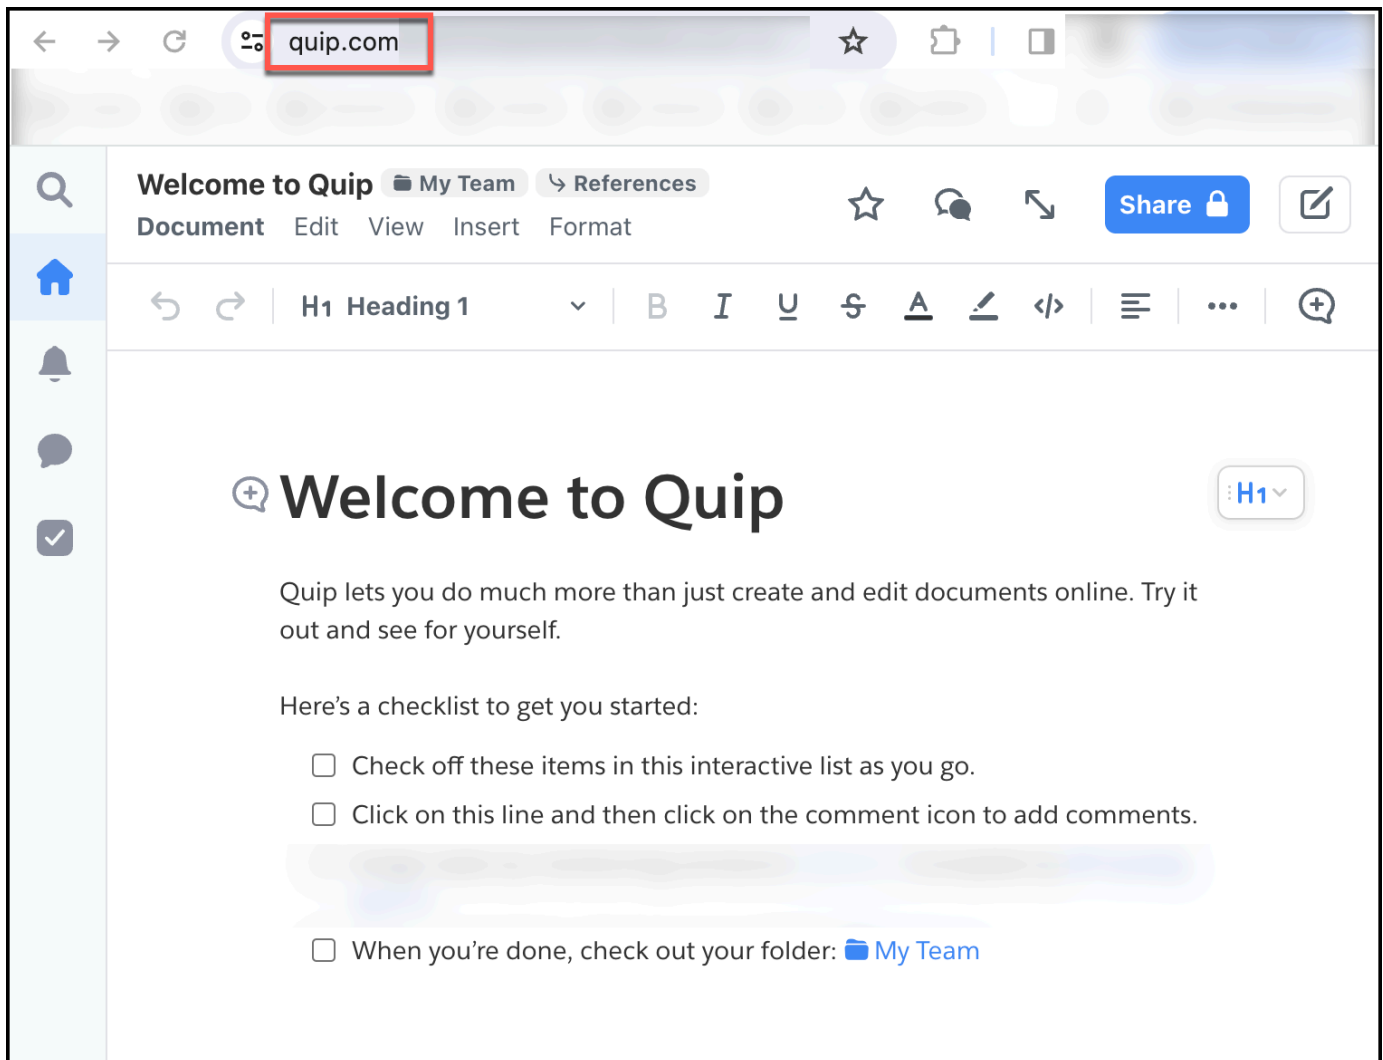 quip.com
Welcome to Quip My Team References
Document Edit View Insert Format
Share
H1 Heading 1 B I U S A </>
Welcome to Quip
H1
Quip lets you do much more than just create and edit documents online. Try it
out and see for yourself.
Here’s a checklist to get you started:
Check off these items in this interactive list as you go.
Click on this line and then click on the comment icon to add comments.
When you’re done, check out your folder: My Team